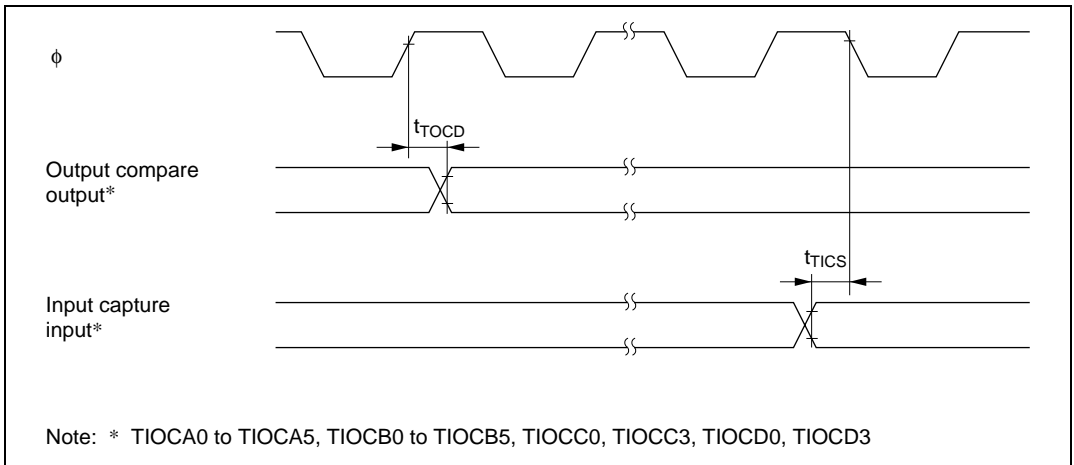 ϕ
tTOCD
Output compare
output*
tTICS
Input capture
input*
Note: * TIOCA0 to TIOCA5, TIOCB0 to TIOCB5, TIOCC0, TIOCC3, TIOCD0, TIOCD3